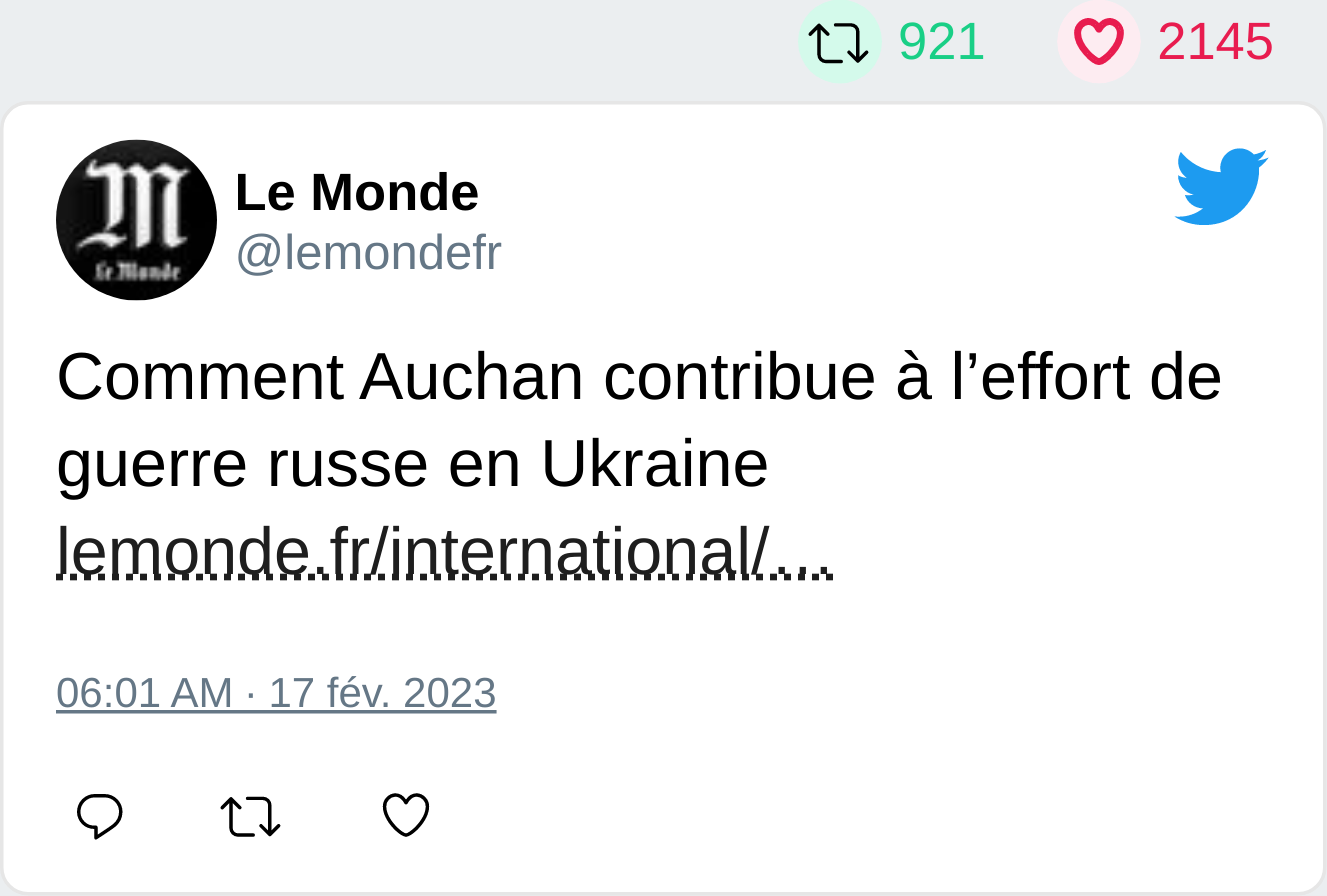 921 2145
M
Le Monde
Le Monde
@lemondefr
Comment Auchan contribue à l’effort de
guerre russe en Ukraine
lemonde.fr/international/…
06:01 AM · 17 fév. 2023